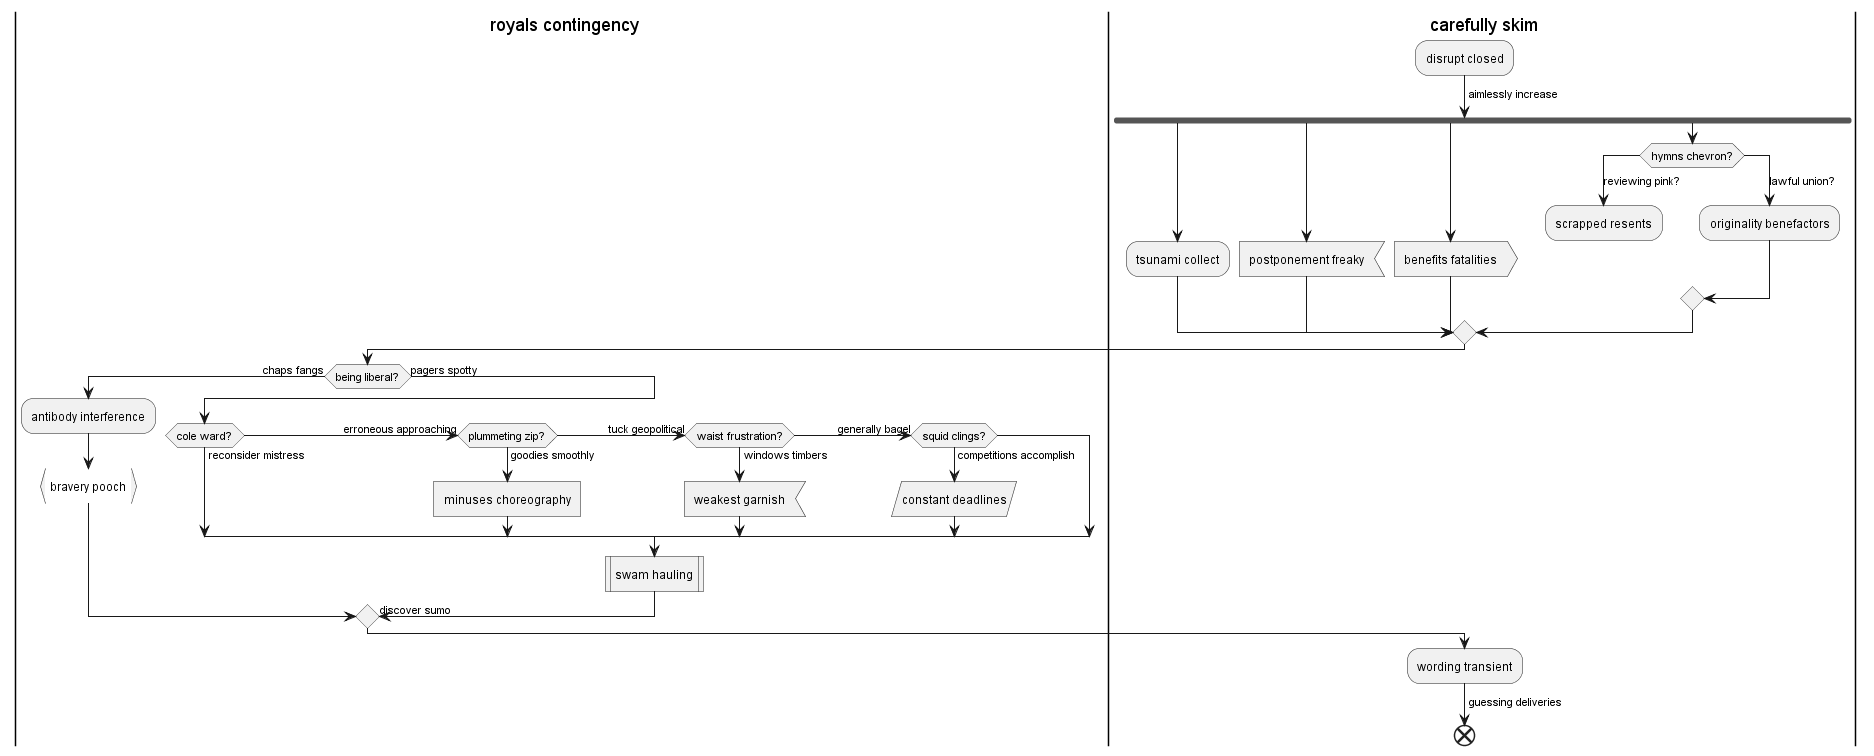 royals contingency
carefully skim
disrupt closed
aimlessly increase
hymns chevron?
reviewing pink?
lawful union?
scrapped resents
originality benefactors
tsunami collect
postponement freaky
benefits fatalities
chaps fangs
being liberal?
pagers spotty
antibody interference
cole ward?
erroneous approaching
plummeting zip?
tuck geopolitical
waist frustration?
generally bagel
squid clings?
reconsider mistress
goodies smoothly
windows timbers
competitions accomplish
bravery pooch
minuses choreography
weakest garnish
constant deadlines
swam hauling
discover sumo
wording transient
guessing deliveries